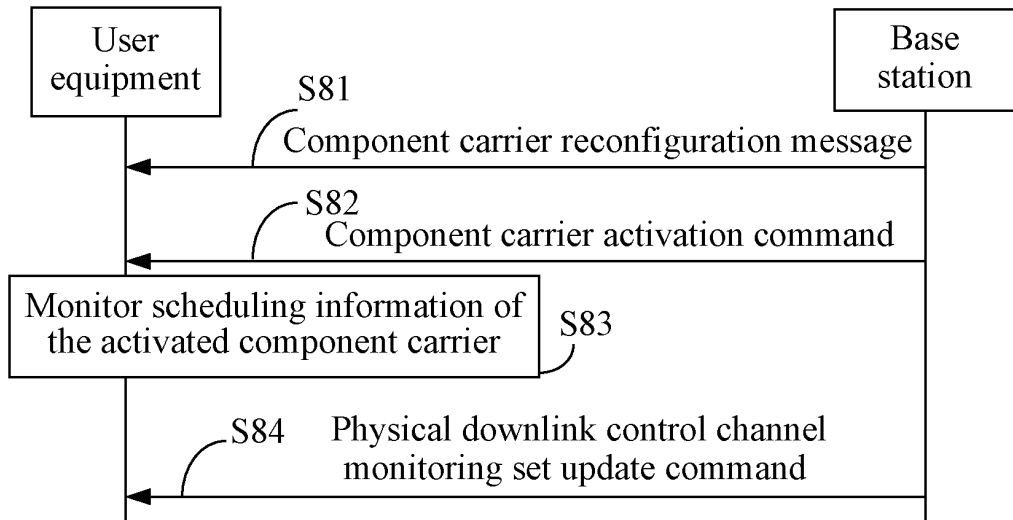 User
equipment
Base
station
S81
Component carrier reconfiguration message
S82
Component carrier activation command
Monitor scheduling information of
the activated component carrier
S83
S84
Physical downlink control channel
monitoring set update command